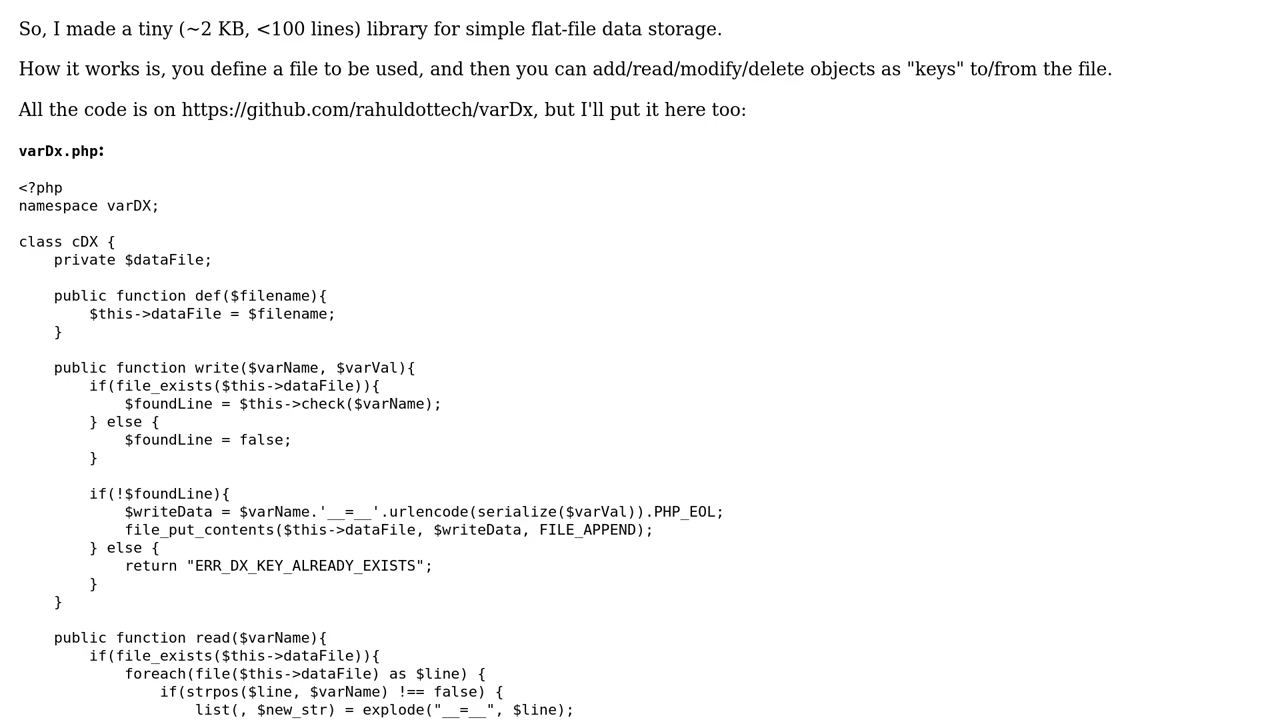 So, I made a tiny (~2 KB, <100 lines) library for simple flat-file data storage.
How it works is, you define a file to be used, and then you can add/read/modify/delete objects as "keys" to/from the file.
All the code is on https://github.com/rahuldottech/varDx, but I'll put it here too:
varDx.php:
<?php
namespace varDX;
class cDX {
    private $dataFile;
    public function def($filename){
        $this->dataFile = $filename;
    }
    public function write($varName, $varVal){
        if(file_exists($this->dataFile)){
            $foundLine = $this->check($varName);
        } else {
            $foundLine = false;
        }
        if(!$foundLine){
            $writeData = $varName.'__=__'.urlencode(serialize($varVal)).PHP_EOL;
            file_put_contents($this->dataFile, $writeData, FILE_APPEND);
        } else {
            return "ERR_DX_KEY_ALREADY_EXISTS";
        }
    }
    public function read($varName){
        if(file_exists($this->dataFile)){
            foreach(file($this->dataFile) as $line) {
                if(strpos($line, $varName) !== false) {
                    list(, $new_str) = explode("__=__", $line);